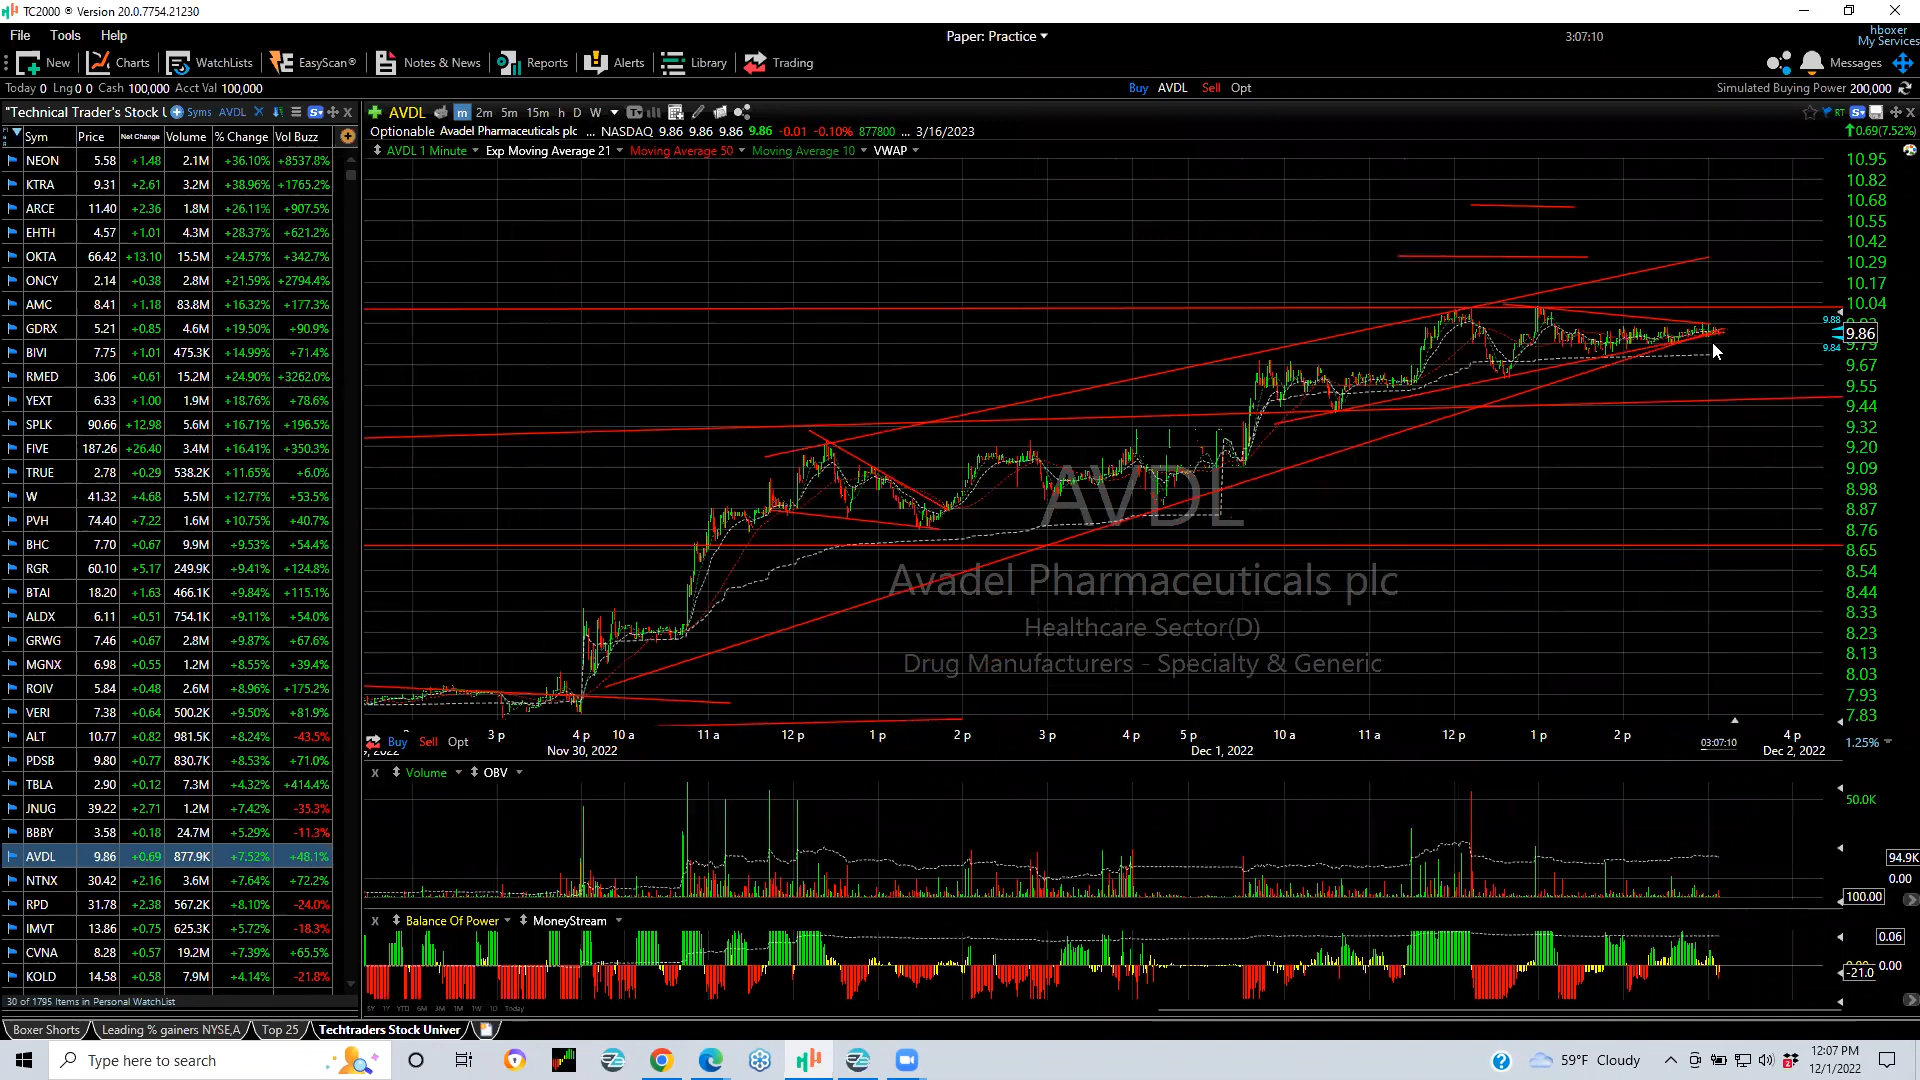 TC2000 ® Version 20.0.7754.21230
File Tools Help
Paper: Practice
3:07:10
hboxer
My Services
New Charts WatchLists EasyScan® Notes & News Reports Alerts Library Trading
Messages
Today 0 Lng 0 0 Cash 100,000 Acct Val 100,000
Buy AVDL Sell Opt
Simulated Buying Power 200,000
"Technical Trader's Stock U Syms AVDL
Sym Price Net Change Volume % Change Vol Buzz
NEON 5.58 +1.48 2.1M +36.10% +8537.8%
KTRA 9.31 +2.61 3.2M +38.96% +1765.2%
ARCE 11.40 +2.36 1.8M +26.11% +907.5%
EHTH 4.57 +1.01 4.3M +28.37% +621.2%
OKTA 66.42 +13.10 15.5M +24.57% +342.7%
ONCY 2.14 +0.38 2.8M +21.59% +2794.4%
AMC 8.41 +1.18 83.8M +16.32% +177.3%
GDRX 5.21 +0.85 4.6M +19.50% +90.9%
BIVI 7.75 +1.01 475.3K +14.99% +71.4%
RMED 3.06 +0.61 15.2M +24.90% +3262.0%
YEXT 6.33 +1.00 1.9M +18.76% +78.6%
SPLK 90.66 +12.98 5.6M +16.71% +196.5%
FIVE 187.26 +26.40 3.4M +16.41% +350.3%
TRUE 2.78 +0.29 538.2K +11.65% +6.0%
W 41.32 +4.68 5.5M +12.77% +53.5%
PVH 74.40 +7.22 1.6M +10.75% +40.7%
BHC 7.70 +0.67 9.9M +9.53% +54.4%
RGR 60.10 +5.17 249.9K +9.41% +124.8%
BTAI 18.20 +1.63 466.1K +9.84% +115.1%
ALDX 6.11 +0.51 754.1K +9.11% +54.0%
GRWG 7.46 +0.67 2.8M +9.87% +67.6%
MGNX 6.98 +0.55 1.2M +8.55% +39.4%
ROIV 5.84 +0.48 2.6M +8.96% +175.2%
VERI 7.38 +0.64 500.2K +9.50% +81.9%
ALT 10.77 +0.82 981.5K +8.24% -43.5%
PDSB 9.80 +0.77 830.7K +8.53% +71.0%
TBLA 2.90 +0.12 7.3M +4.32% +414.4%
JNUG 39.22 +2.71 1.2M +7.42% -35.3%
BBBY 3.58 +0.18 24.7M +5.29% -11.3%
AVDL 9.86 +0.69 877.9K +7.52% +48.1%
NTNX 30.42 +2.16 3.6M +7.64% +72.2%
RPD 31.78 +2.38 567.2K +8.10% -24.0%
IMVT 13.86 +0.75 625.3K +5.72% -18.3%
CVNA 8.28 +0.57 19.2M +7.39% +65.5%
KOLD 14.58 +0.58 7.9M +4.14% -21.8%
30 of 1795 Items in Personal WatchList
AVDL m 2m 5m 15m h D W
RT
Optionable Avadel Pharmaceuticals plc ... NASDAQ 9.86 9.86 9.86 9.86 -0.01 -0.10% 877800 ... 3/16/2023
0.69(7.52%)
AVDL 1 Minute Exp Moving Average 21 Moving Average 50 Moving Average 10 VWAP
10.95
10.82
10.68
10.55
10.42
10.29
10.17
10.04
9.88
9.86
9.84
9.67
9.55
9.44
9.32
9.20
9.09
8.98
8.87
8.76
8.65
8.54
8.44
8.33
8.23
8.13
8.03
7.93
7.83
AVDL
Avadel Pharmaceuticals plc
Healthcare Sector(D)
Drug Manufacturers - Specialty & Generic
3 p 4 p 10 a 11 a 12 p 1 p 2 p 3 p 4 p 5 p 10 a 11 a 12 p 1 p 2 p 4 p
Buy Sell Opt
03:07:10
1.25%
Nov 30, 2022 Dec 1, 2022 Dec 2, 2022
x Volume OBV
50.0K
94.9K
0.00
100.00
x Balance Of Power MoneyStream
0.06
0.00
-21.0
5Y 1Y YTD 6M 3M 1M 1W 1D Today
Boxer Shorts Leading % gainers NYSE,A Top 25 Techtraders Stock Univer
Type here to search
59°F Cloudy
12:07 PM
12/1/2022